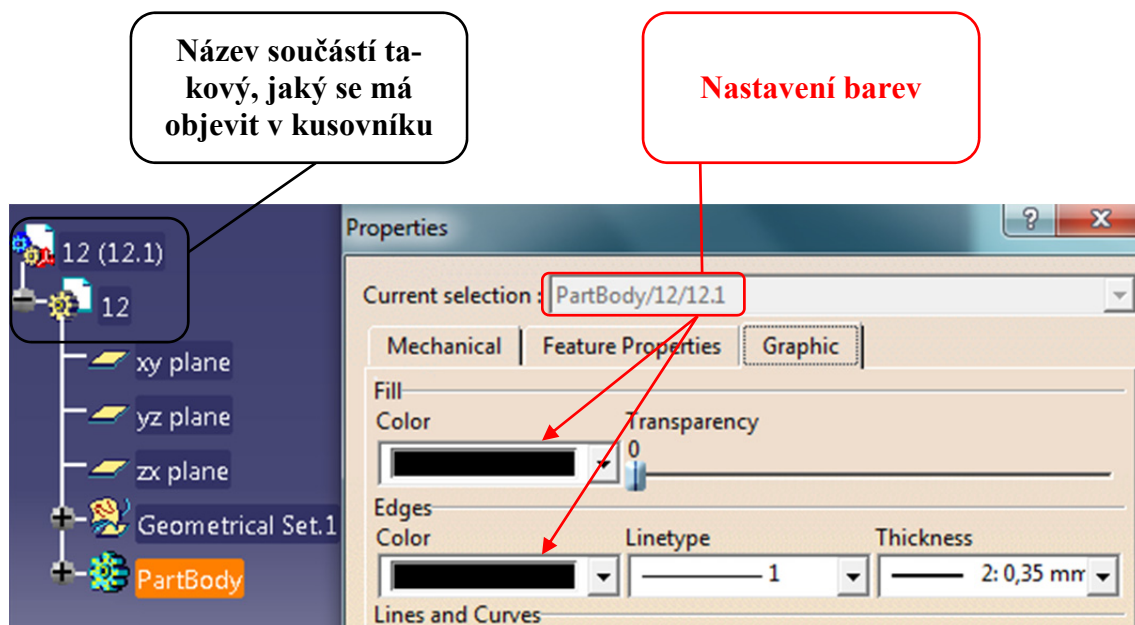 Název součástí ta-
kový, jaký se má
objevit v kusovníku
Nastavení barev
12 (12.1)
12
xy plane
yz plane
zx plane
Geometrical Set.1
PartBody
Properties
?
X
Current selection : PartBody/12/12.1
Mechanical Feature Properties Graphic
Fill
Color Transparency
0
Edges
Color Linetype Thickness
1 2: 0,35 mm
Lines and Curves